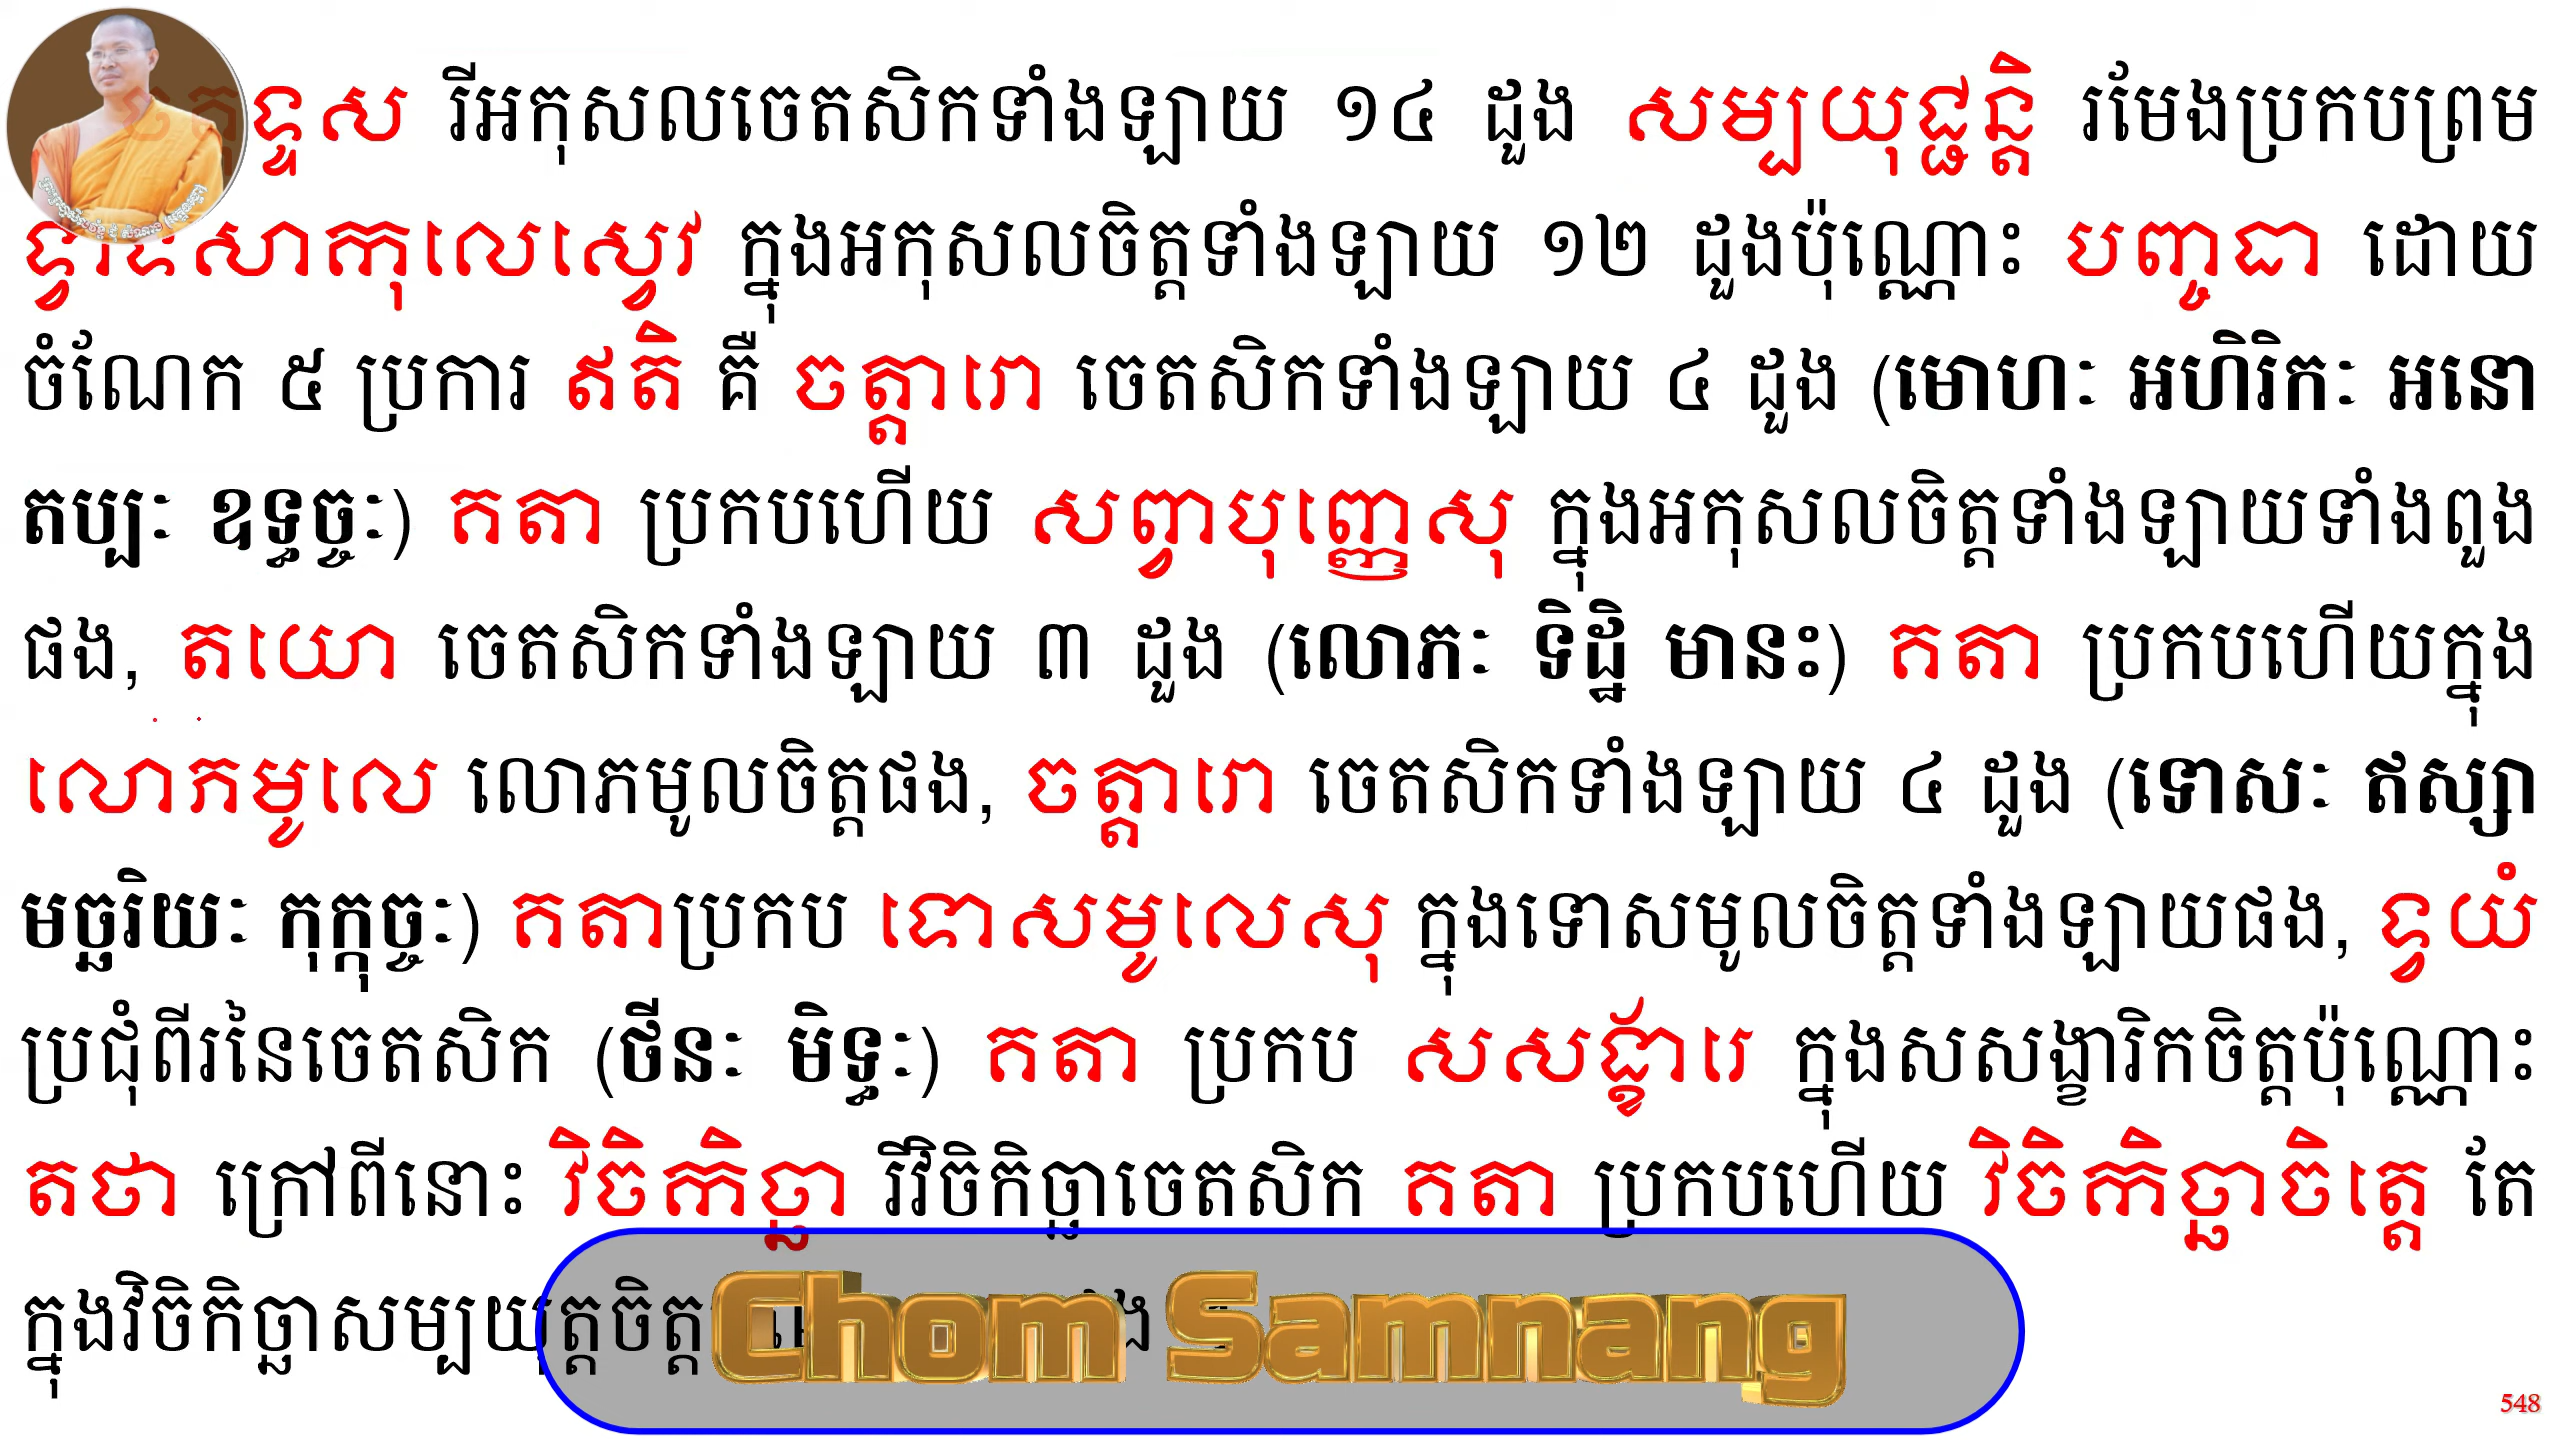 ទ្ទស រីអកុសលចេតសិកទាំងឡាយ ១៤ ដួង សម្បយុជ្ជន្តិ រមែងប្រកបព្រម
ទ្វាទសាកុលេស្វេវ ក្នុងអកុសលចិត្តទាំងឡាយ ១២ ដួងប៉ុណ្ណោះ បញ្ចធា ដោយ
ចំណែក ៥ ប្រការ ឥតិ គឺ ចត្តារោ ចេតសិកទាំងឡាយ ៤ ដួង (មោហៈ អហិរិកៈ អនោ
តប្បៈ ឧទ្ធច្ចៈ) គតា ប្រកបហើយ សព្វាបុញ្ញេសុ ក្នុងអកុសលចិត្តទាំងឡាយទាំងពួង
ផង, តយោ ចេតសិកទាំងឡាយ ៣ ដួង (លោភៈ ទិដ្ឋិ មានះ) គតា ប្រកបហើយក្នុង
លោភមូលេ លោភមូលចិត្តផង, ចត្តារោ ចេតសិកទាំងឡាយ ៤ ដួង (ទោសៈ ឥស្សា
មច្ឆរិយៈ កុក្កុច្ចៈ) គតាប្រកប ទោសមូលេសុ ក្នុងទោសមូលចិត្តទាំងឡាយផង, ទ្វយំ
ប្រជុំពីរនៃចេតសិក (ថីនៈ មិទ្ធៈ) គតា ប្រកប សសង្ខារេ ក្នុងសសង្ខារិកចិត្តប៉ុណ្ណោះ
តថា ក្រៅពីនោះ វិចិកិច្ឆា រីវិចិកិច្ឆាចេតសិក គតា ប្រកបហើយ វិចិកិច្ឆាចិត្តេ តែ
ក្នុងវិចិកិច្ឆាសម្បយុត្តចិត្ត
Chom Samnang
548